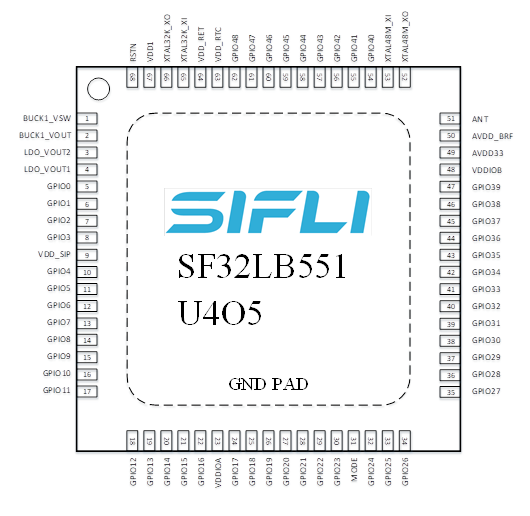 RSTN
VDD1
XTAL32K_XO
XTAL32K_XI
VDD_RET
VDD_RTC
GPIO48
GPIO47
GPIO46
GPIO45
GPIO44
GPIO43
GPIO42
GPIO41
GPIO40
XTAL48M_XI
XTAL48M_XO
68
67
66
65
64
63
62
61
60
59
58
57
56
55
54
53
52
BUCK1_VSW 1
BUCK1_VOUT 2
LDO_VOUT2 3
LDO_VOUT1 4
GPIO0 5
GPIO1 6
GPIO2 7
GPIO3 8
VDD_SIP 9
GPIO4 10
GPIO5 11
GPIO6 12
GPIO7 13
GPIO8 14
GPIO9 15
GPIO10 16
GPIO11 17
SIFLI
SF32LB551
U4O5
GND PAD
51 ANT
50 AVDD_BRF
49 AVDD33
48 VDDIOB
47 GPIO39
46 GPIO38
45 GPIO37
44 GPIO36
43 GPIO35
42 GPIO34
41 GPIO33
40 GPIO32
39 GPIO31
38 GPIO30
37 GPIO29
36 GPIO28
35 GPIO27
18
19
20
21
22
23
24
25
26
27
28
29
30
31
32
33
34
GPIO12
GPIO13
GPIO14
GPIO15
GPIO16
VDDIOA
GPIO17
GPIO18
GPIO19
GPIO20
GPIO21
GPIO22
GPIO23
MODE
GPIO24
GPIO25
GPIO26